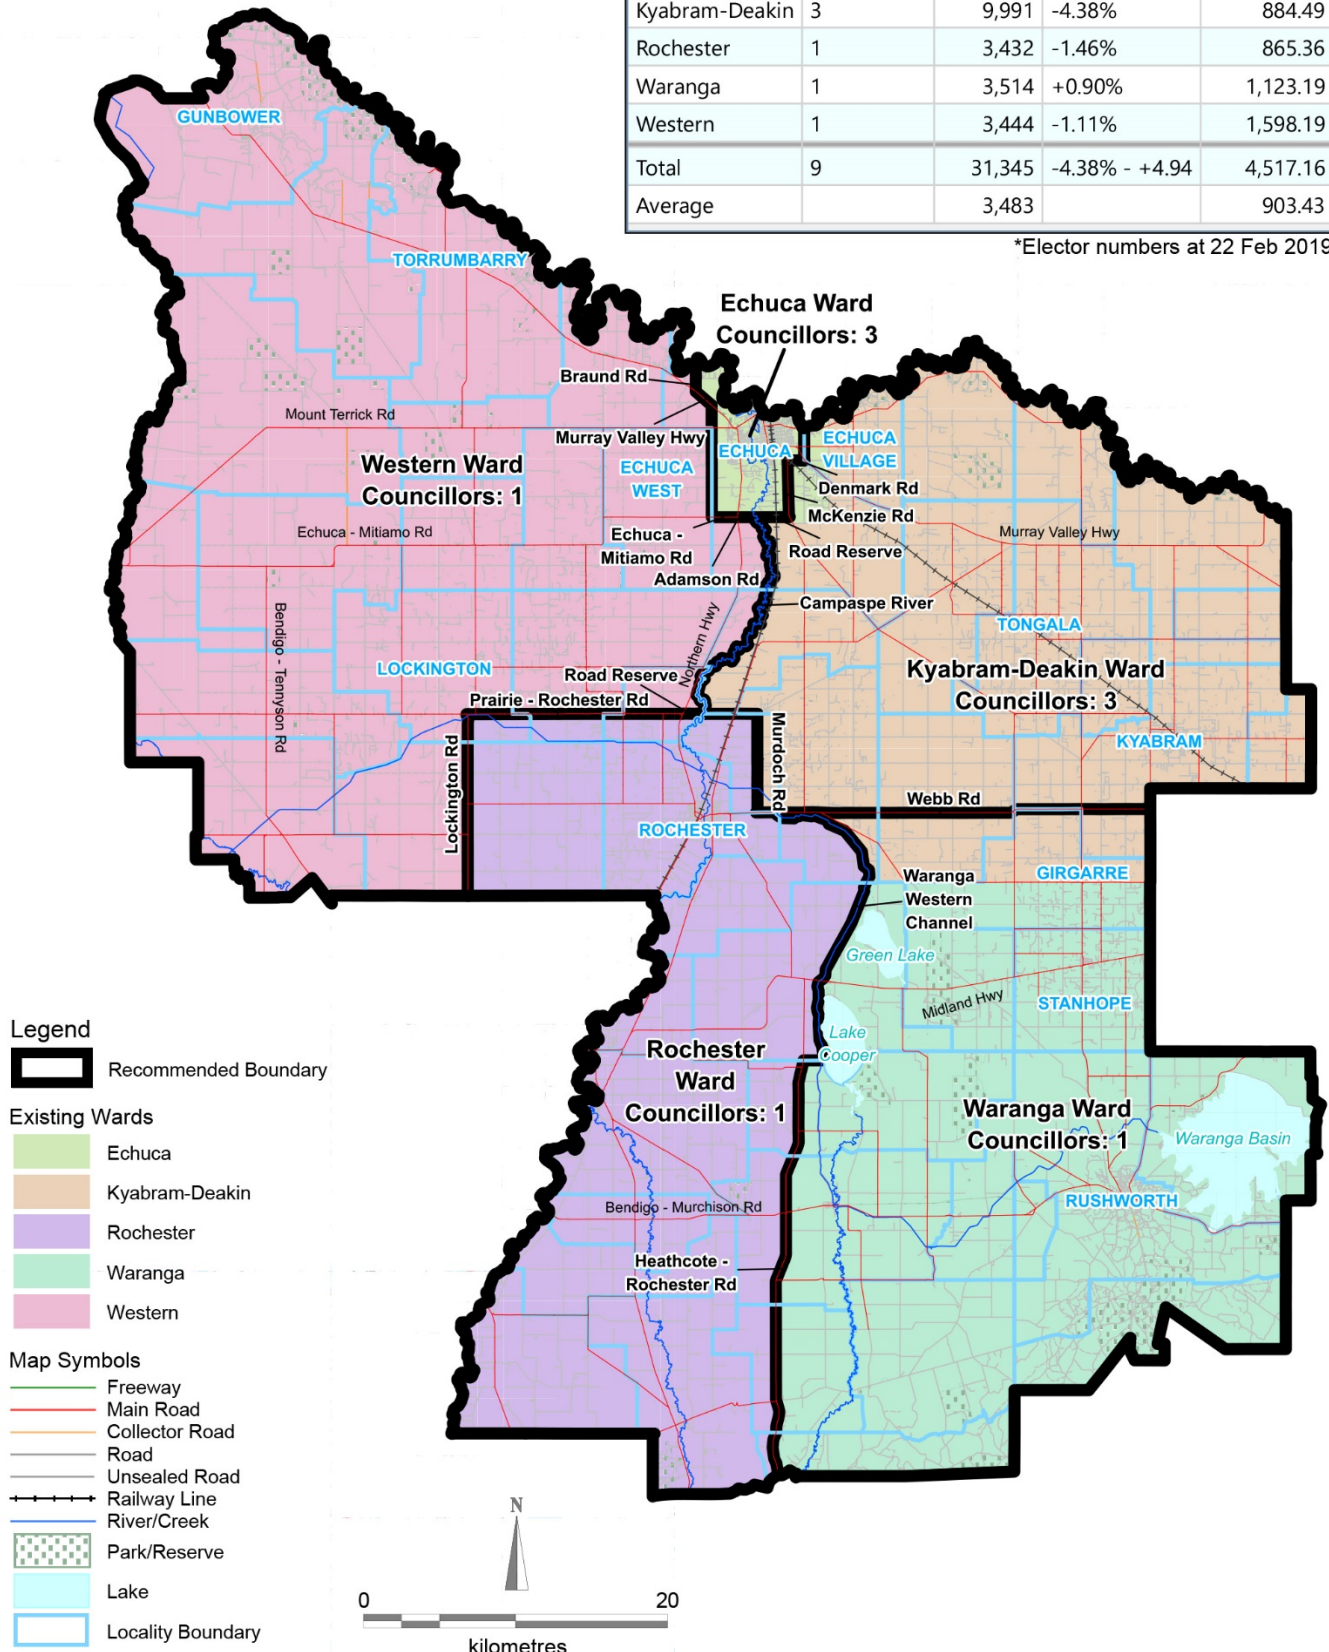 Kyabram-Deakin 3 9,991 -4.38% 884.49
Rochester 1 3,432 -1.46% 865.36
Waranga 1 3,514 +0.90% 1,123.19
Western 1 3,444 -1.11% 1,598.19
Total 9 31,345 -4.38% - +4.94 4,517.16
Average 3,483 903.43
*Elector numbers at 22 Feb 2019
GUNBOWER
TORRUMBARRY
Echuca Ward
Councillors: 3
Braund Rd
Mount Terrick Rd
Murray Valley Hwy
ECHUCA
ECHUCA
VILLAGE
Western Ward
Councillors: 1
ECHUCA
WEST
Denmark Rd
McKenzie Rd
Echuca - Mitiamo Rd
Echuca -
Mitiamo Rd
Road Reserve
Murray Valley Hwy
Adamson Rd
Campaspe River
Bendigo - Tennyson Rd
Northern Hwy
TONGALA
LOCKINGTON
Kyabram-Deakin Ward
Councillors: 3
Road Reserve
Prairie - Rochester Rd
KYABRAM
Lockington Rd
Murdoch Rd
Webb Rd
ROCHESTER
GIRGARRE
Waranga
Western
Channel
Green Lake
Midland Hwy
STANHOPE
Lake
Cooper
Rochester
Ward
Councillors: 1
Waranga Ward
Councillors: 1
Waranga Basin
RUSHWORTH
Bendigo - Murchison Rd
Heathcote -
Rochester Rd
Legend
Recommended Boundary
Existing Wards
Echuca
Kyabram-Deakin
Rochester
Waranga
Western
Map Symbols
Freeway
Main Road
Collector Road
Road
Unsealed Road
Railway Line
River/Creek
Park/Reserve
Lake
Locality Boundary
N
0 20
kilometres